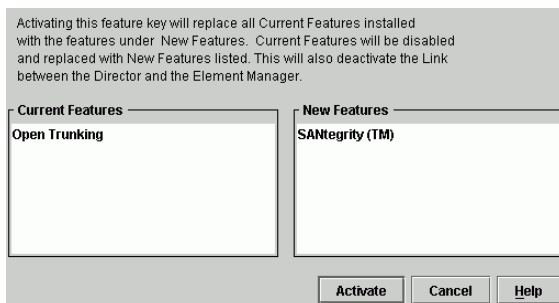 Activating this feature key will replace all Current Features installed
with the features under New Features. Current Features will be disabled
and replaced with New Features listed. This will also deactivate the Link
between the Director and the Element Manager.
Current Features
Open Trunking
New Features
SANtegrity (TM)
Activate Cancel Help